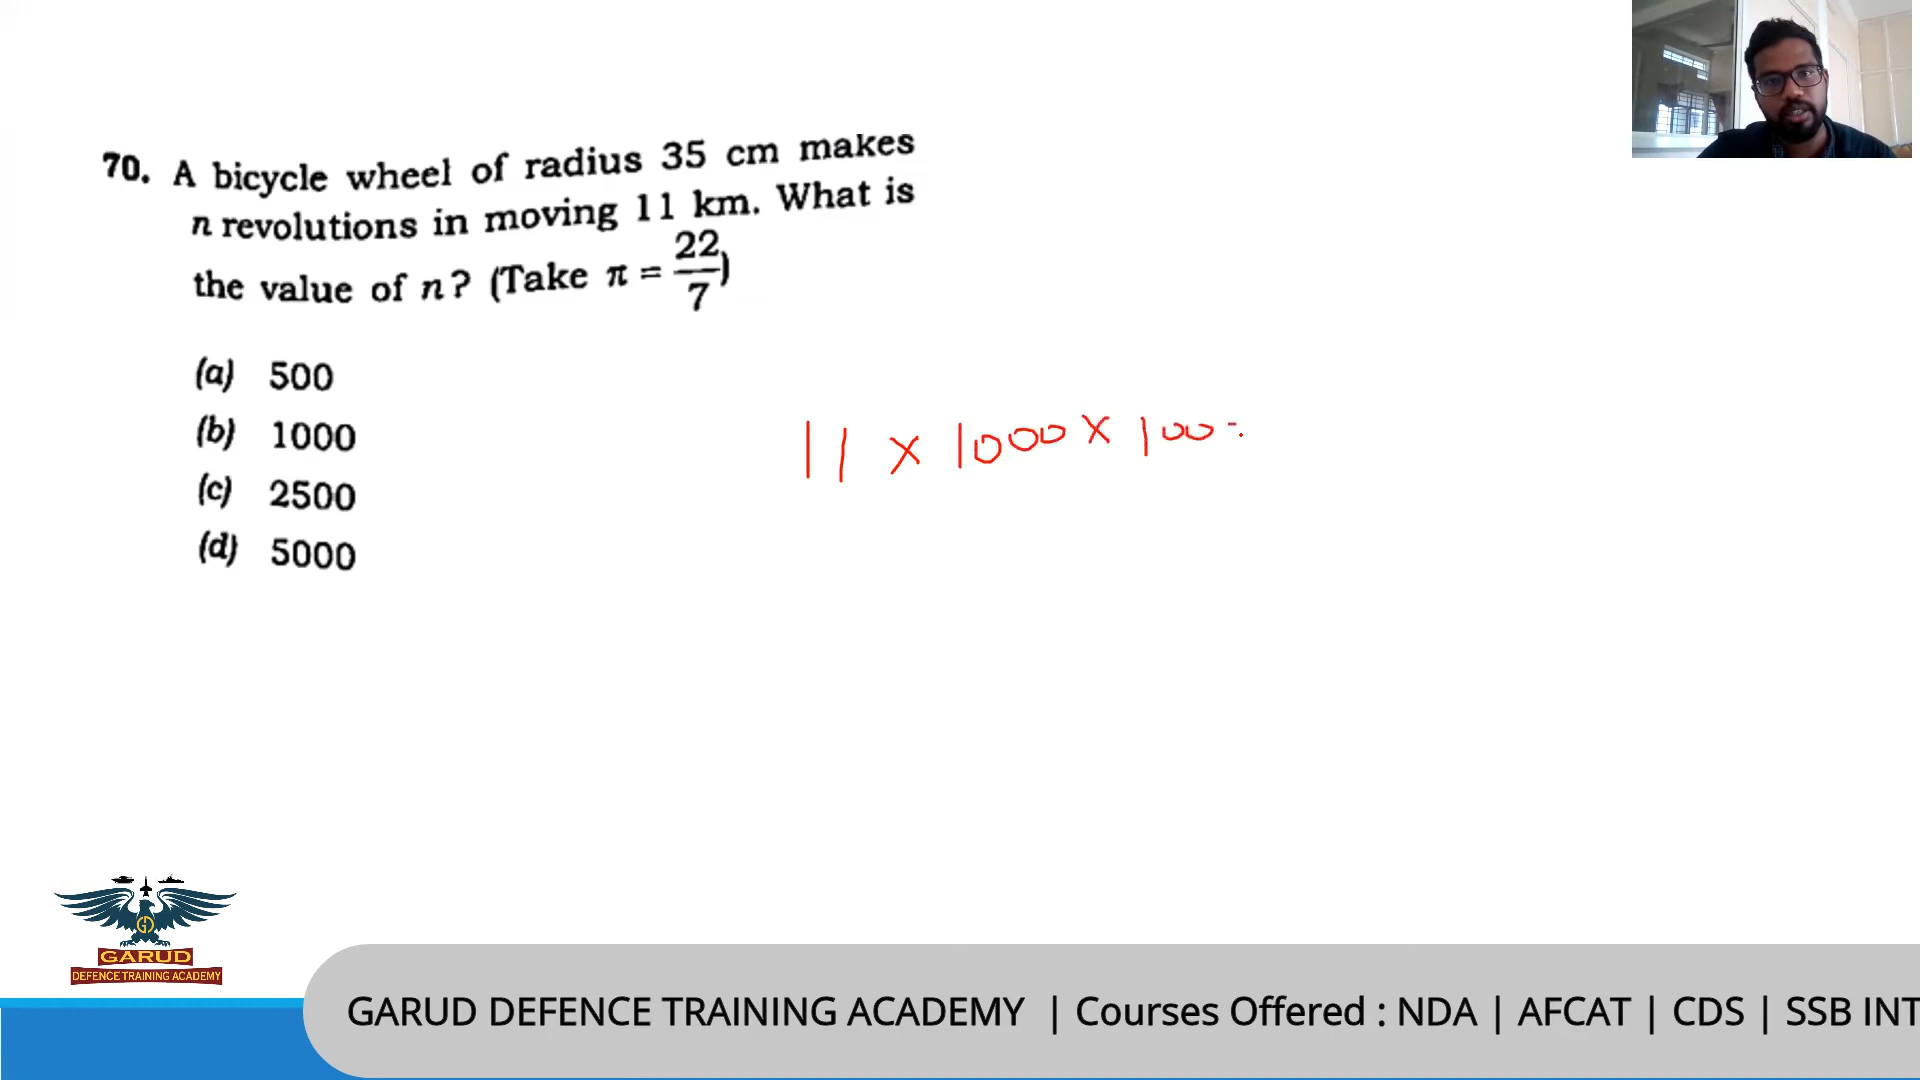 70. A bicycle wheel of radius 35 cm makes
n revolutions in moving 11 km. What is
the value of n? (Take π = 22/7)
(a) 500
(b) 1000
(c) 2500
(d) 5000
11 × 1000 × 100
GARUD
DEFENCE TRAINING ACADEMY
GARUD DEFENCE TRAINING ACADEMY | Courses Offered : NDA | AFCAT | CDS | SSB INT